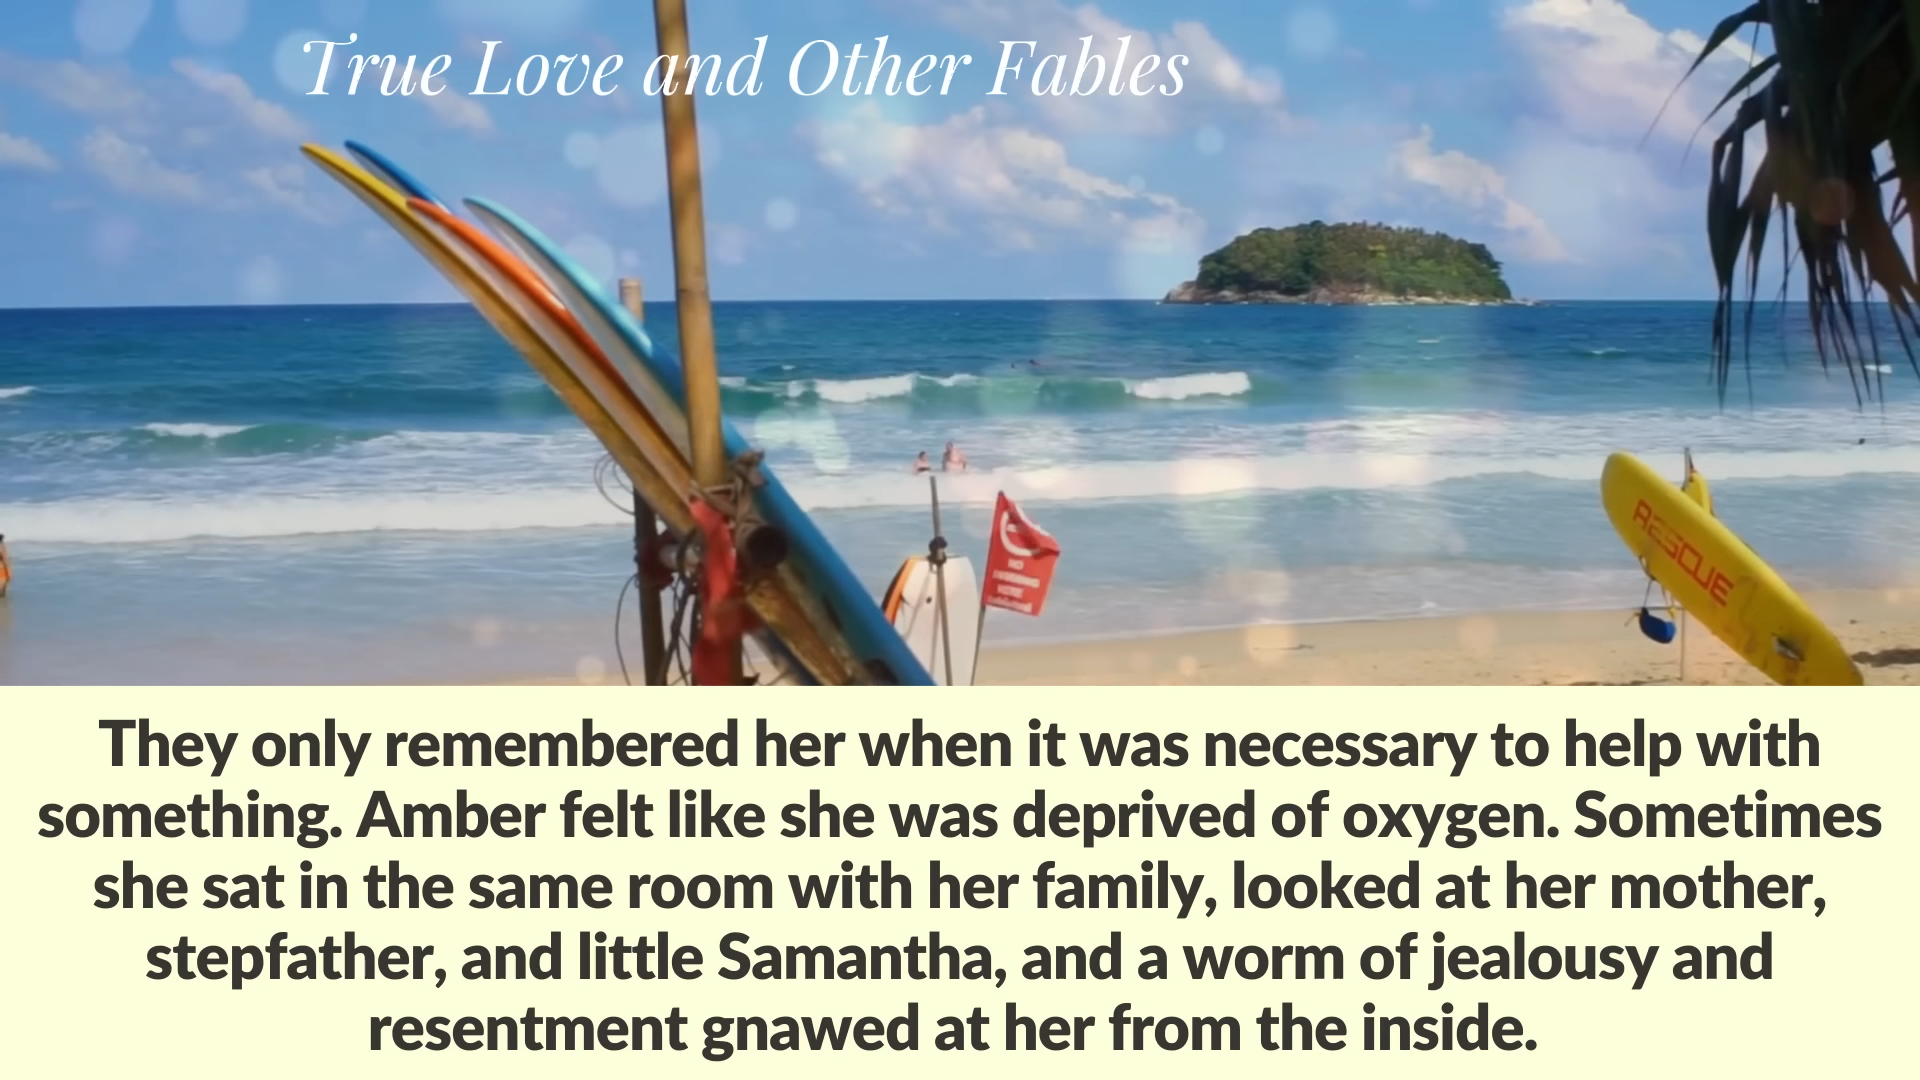 True Love and Other Fables
NO
RESCUE
They only remembered her when it was necessary to help with
something. Amber felt like she was deprived of oxygen. Sometimes
she sat in the same room with her family, looked at her mother,
stepfather, and little Samantha, and a worm of jealousy and
resentment gnawed at her from the inside.